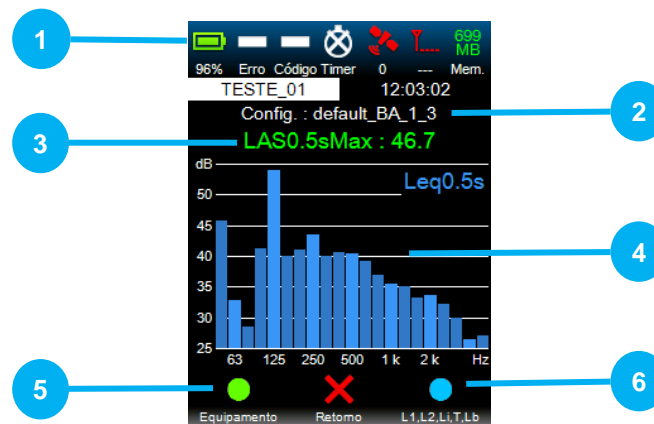 1
699
MB
96% Erro Código Timer 0 --- Mem.
TESTE_01 12:03:02
Config. : default_BA_1_3
2
LAS0.5sMax : 46.7
3
dB
Leq0.5s
50
45
40
4
35
30
25
63 125 250 500 1 k 2 k Hz
5
6
Equipamento Retorno L1,L2,Li,T,Lb